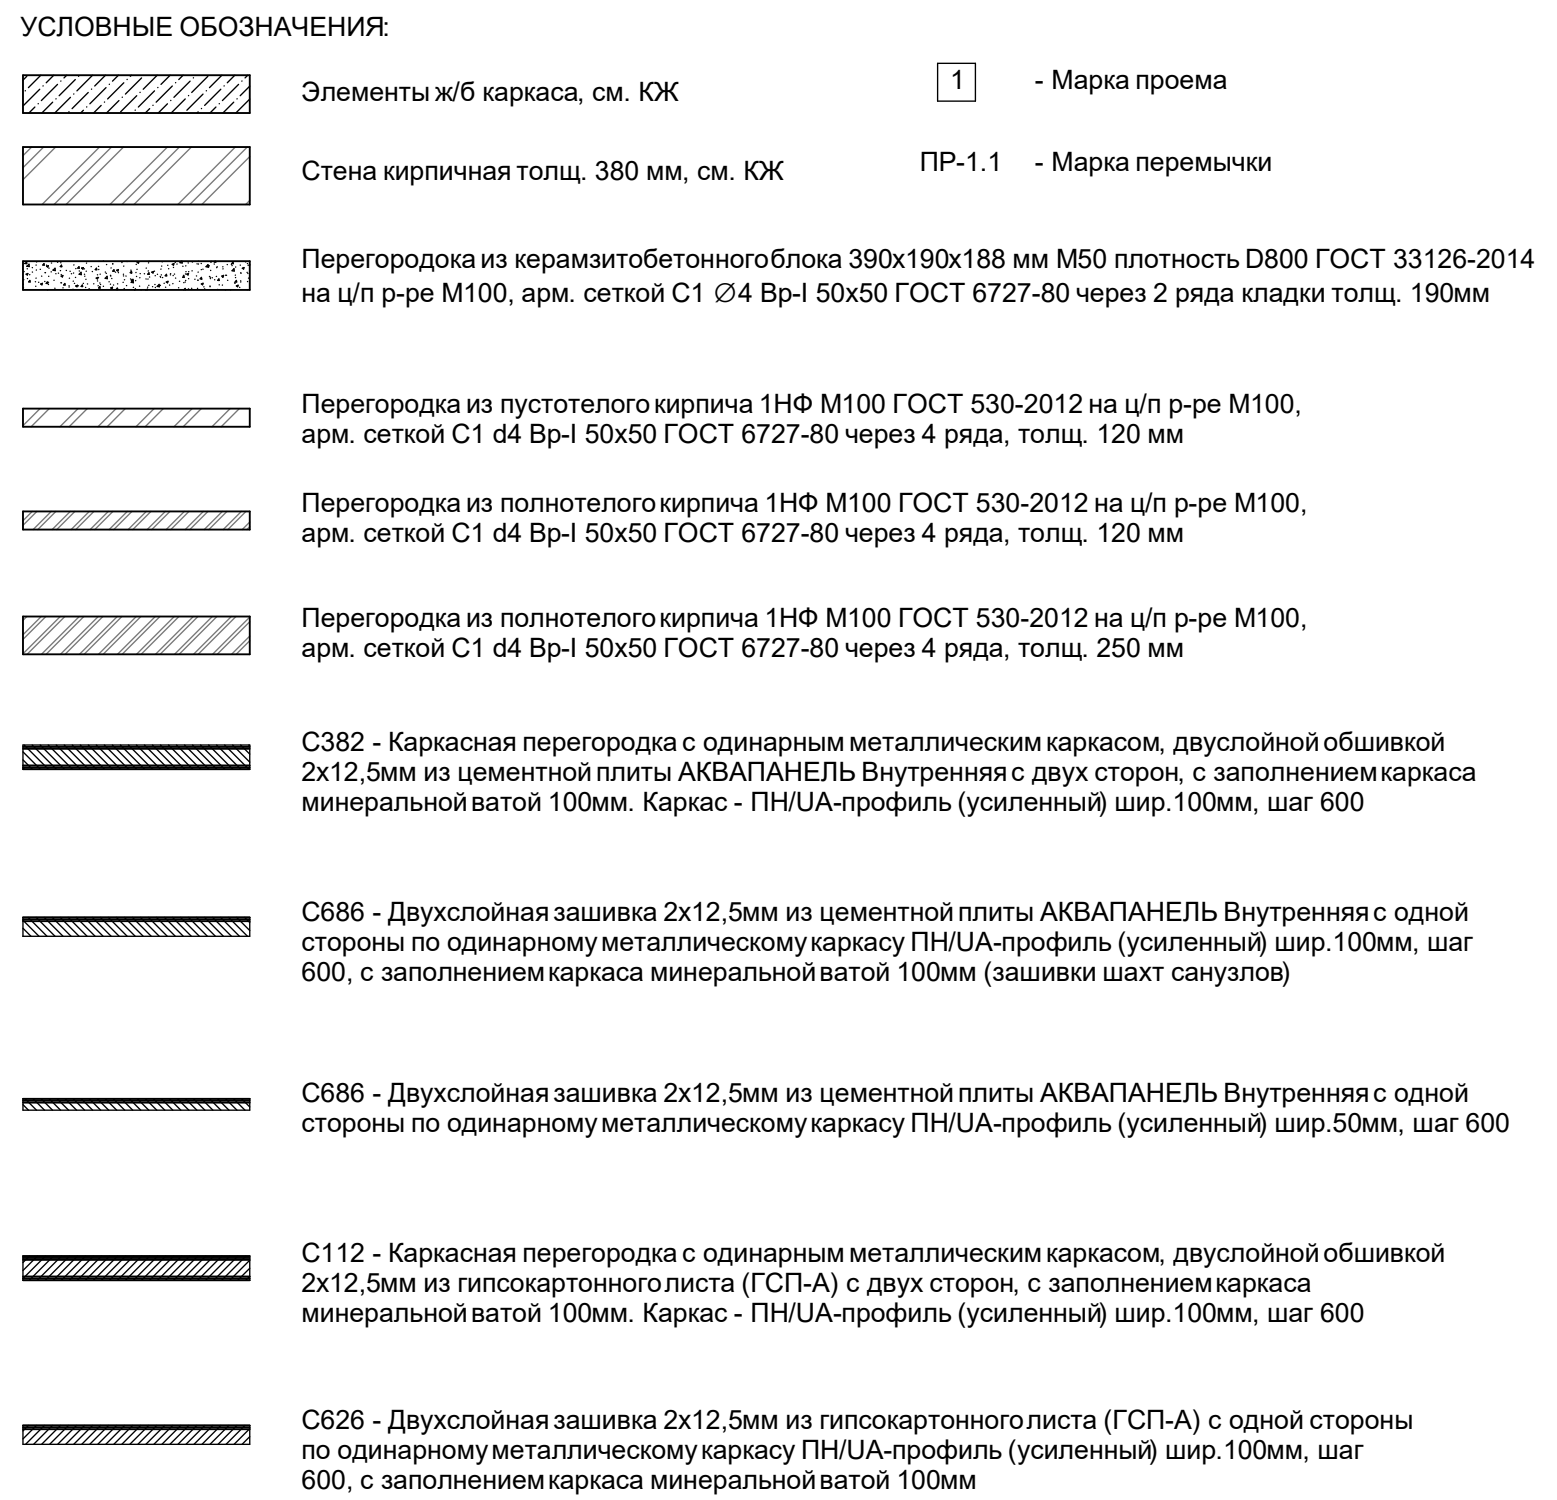 УСЛОВНЫЕ ОБОЗНАЧЕНИЯ:
Элементы ж/б каркаса, см. КЖ
1 - Марка проема
Стена кирпичная толщ. 380 мм, см. КЖ
ПР-1.1 - Марка перемычки
Перегородока из керамзитобетонного блока 390х190х188 мм М50 плотность D800 ГОСТ 33126-2014
на ц/п р-ре М100, арм. сеткой С1 ∅4 Вр-I 50х50 ГОСТ 6727-80 через 2 ряда кладки толщ. 190мм
Перегородка из пустотелого кирпича 1НФ М100 ГОСТ 530-2012 на ц/п р-ре М100,
арм. сеткой С1 d4 Вр-I 50х50 ГОСТ 6727-80 через 4 ряда, толщ. 120 мм
Перегородка из полнотелого кирпича 1НФ М100 ГОСТ 530-2012 на ц/п р-ре М100,
арм. сеткой С1 d4 Вр-I 50х50 ГОСТ 6727-80 через 4 ряда, толщ. 120 мм
Перегородка из полнотелого кирпича 1НФ М100 ГОСТ 530-2012 на ц/п р-ре М100,
арм. сеткой С1 d4 Вр-I 50х50 ГОСТ 6727-80 через 4 ряда, толщ. 250 мм
С382 - Каркасная перегородка с одинарным металлическим каркасом, двуслойной обшивкой
2х12,5мм из цементной плиты АКВАПАНЕЛЬ Внутренняя с двух сторон, с заполнением каркаса
минеральной ватой 100мм. Каркас - ПН/UA-профиль (усиленный) шир.100мм, шаг 600
С686 - Двухслойная зашивка 2х12,5мм из цементной плиты АКВАПАНЕЛЬ Внутренняя с одной
стороны по одинарному металлическому каркасу ПН/UA-профиль (усиленный) шир.100мм, шаг
600, с заполнением каркаса минеральной ватой 100мм (зашивки шахт санузлов)
С686 - Двухслойная зашивка 2х12,5мм из цементной плиты АКВАПАНЕЛЬ Внутренняя с одной
стороны по одинарному металлическому каркасу ПН/UA-профиль (усиленный) шир.50мм, шаг 600
С112 - Каркасная перегородка с одинарным металлическим каркасом, двуслойной обшивкой
2х12,5мм из гипсокартонного листа (ГСП-А) с двух сторон, с заполнением каркаса
минеральной ватой 100мм. Каркас - ПН/UA-профиль (усиленный) шир.100мм, шаг 600
С626 - Двухслойная зашивка 2х12,5мм из гипсокартонного листа (ГСП-А) с одной стороны
по одинарному металлическому каркасу ПН/UA-профиль (усиленный) шир.100мм, шаг
600, с заполнением каркаса минеральной ватой 100мм